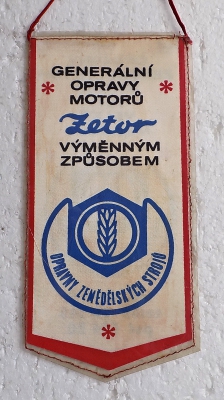 GENERÁLNÍ
OPRAVY
MOTORŮ
Zetor
VÝMĚNNÝM
ZPŮSOBEM
OPRAVNY ZEMĚDĚLSKÝCH STROJŮ